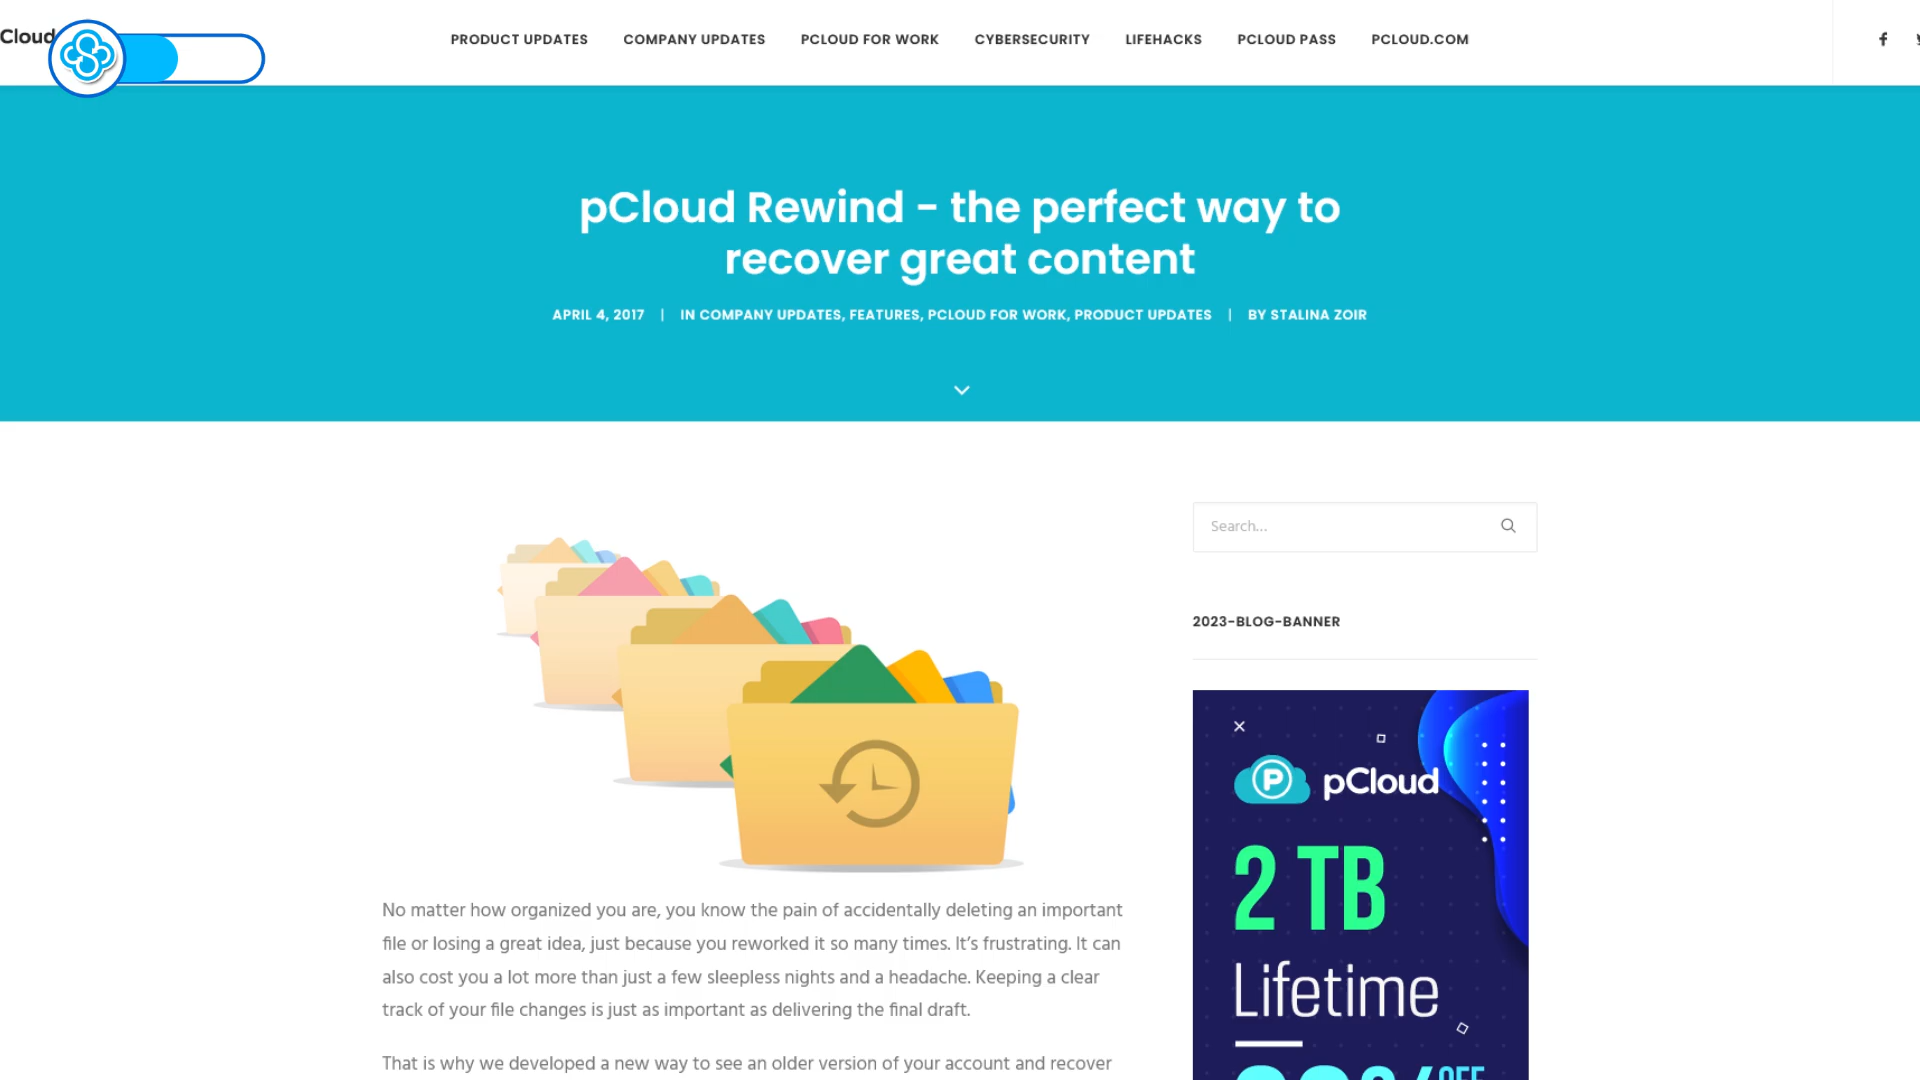 Cloud
PRODUCT UPDATES COMPANY UPDATES PCLOUD FOR WORK CYBERSECURITY LIFEHACKS PCLOUD PASS PCLOUD.COM
pCloud Rewind - the perfect way to
recover great content
APRIL 4, 2017 | IN COMPANY UPDATES, FEATURES, PCLOUD FOR WORK, PRODUCT UPDATES | BY STALINA ZOIR
Search...
2023-BLOG-BANNER
P pCloud
2 TB
Lifetime
OFF
No matter how organized you are, you know the pain of accidentally deleting an important
file or losing a great idea, just because you reworked it so many times. It's frustrating. It can
also cost you a lot more than just a few sleepless nights and a headache. Keeping a clear
track of your file changes is just as important as delivering the final draft.
That is why we developed a new way to see an older version of your account and recover